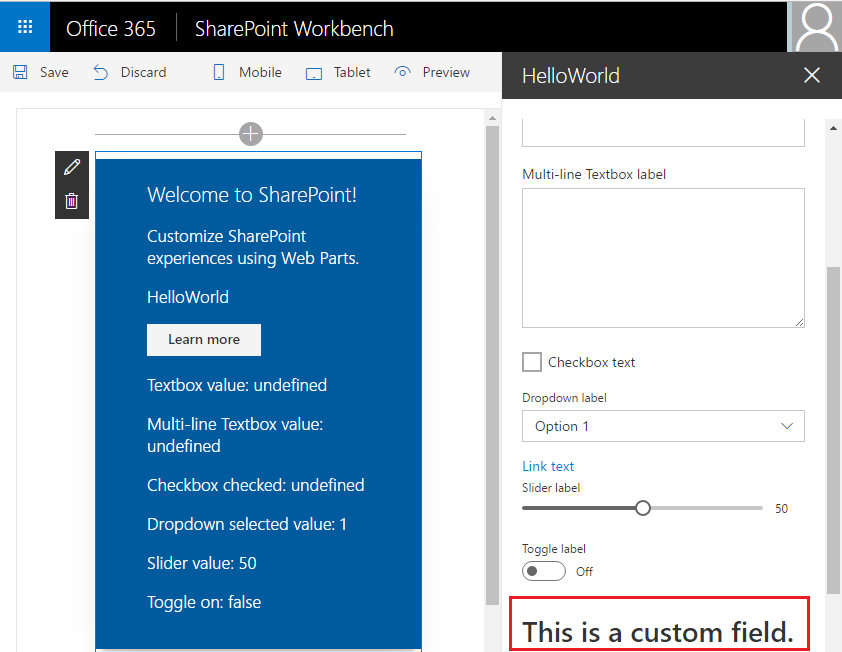 Office 365 SharePoint Workbench
Save Discard Mobile Tablet Preview
Welcome to SharePoint!
Customize SharePoint
experiences using Web Parts.
HelloWorld
Learn more
Textbox value: undefined
Multi-line Textbox value:
undefined
Checkbox checked: undefined
Dropdown selected value: 1
Slider value: 50
Toggle on: false
HelloWorld
Multi-line Textbox label
Checkbox text
Dropdown label
Option 1
Link text
Slider label
50
Toggle label
Off
This is a custom field.